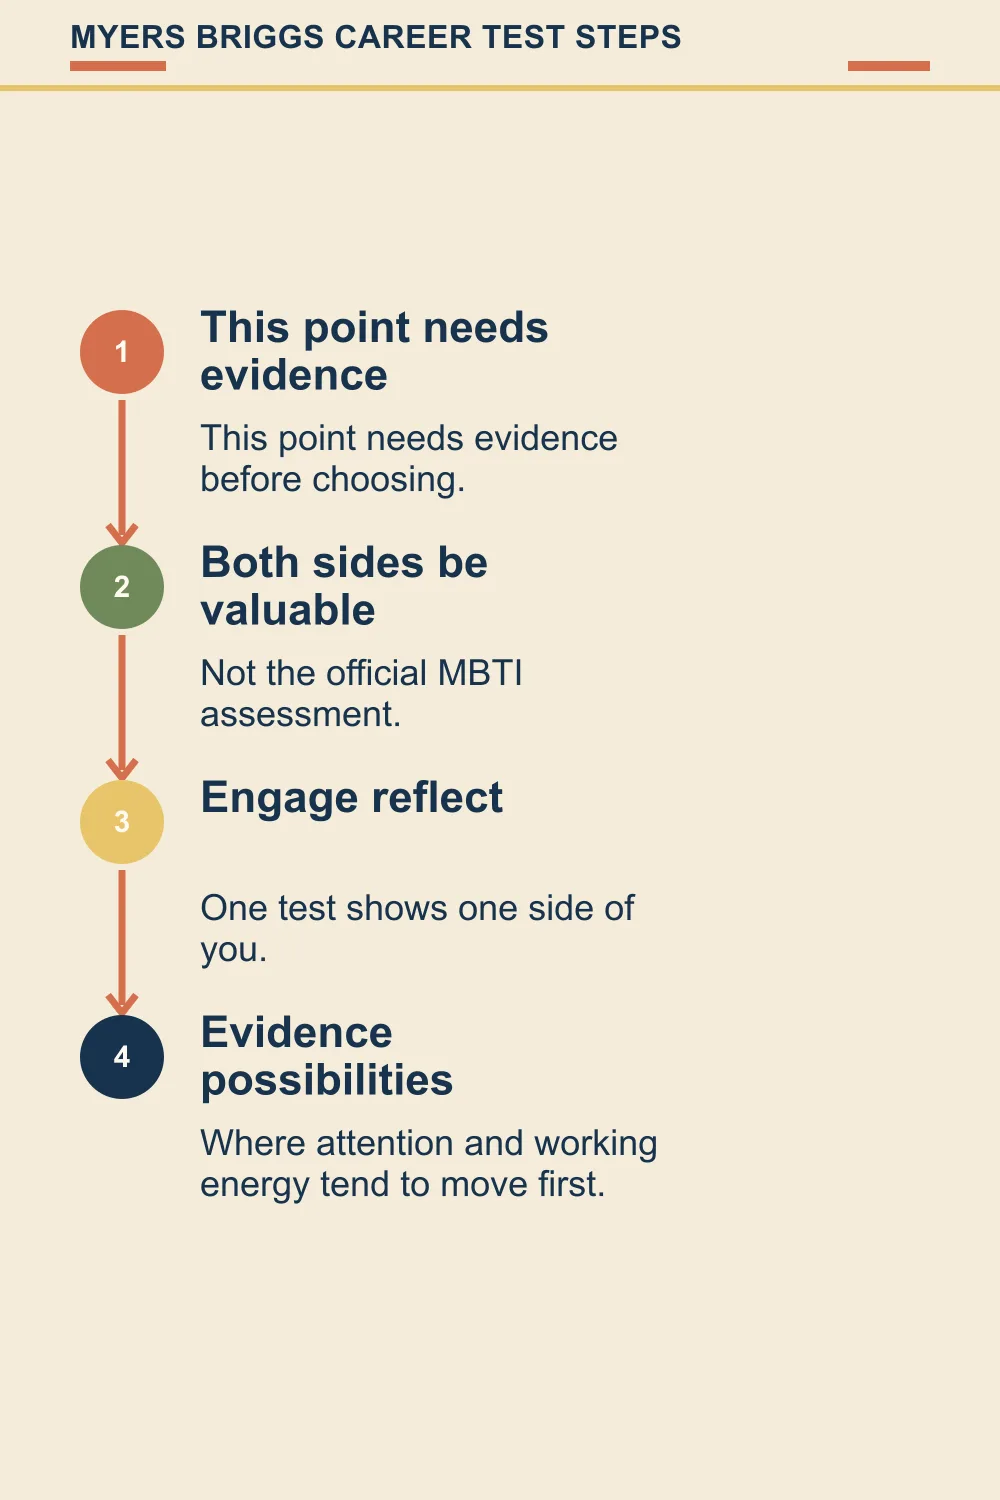 MYERS BRIGGS CAREER TEST STEPS
1
This point needs
evidence
This point needs evidence
before choosing.
2
Both sides be
valuable
Not the official MBTI
assessment.
3
Engage reflect
One test shows one side of
you.
4
Evidence
possibilities
Where attention and working
energy tend to move first.